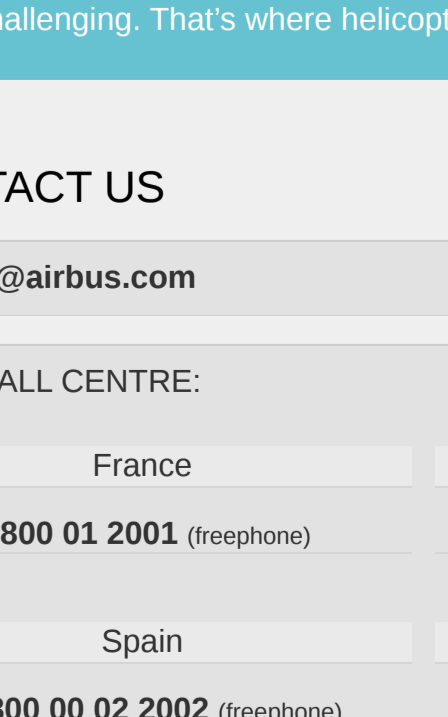 allenging. That's where helicopt
TACT US
@airbus.com
ALL CENTRE:
France
800 01 2001 (freephone)
Spain
800 00 02 2002 (freephone)